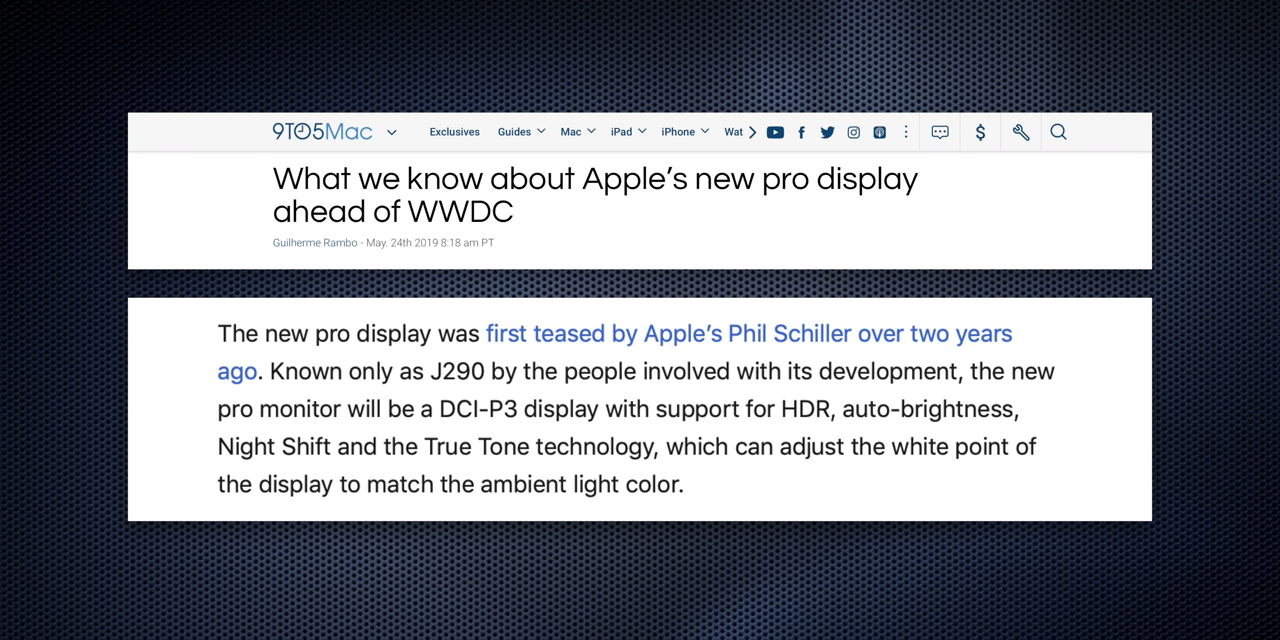 9TO5Mac Exclusives Guides Mac iPad iPhone Wat
What we know about Apple’s new pro display
ahead of WWDC
Guilherme Rambo - May. 24th 2019 8:18 am PT
The new pro display was first teased by Apple’s Phil Schiller over two years
ago. Known only as J290 by the people involved with its development, the new
pro monitor will be a DCI-P3 display with support for HDR, auto-brightness,
Night Shift and the True Tone technology, which can adjust the white point of
the display to match the ambient light color.